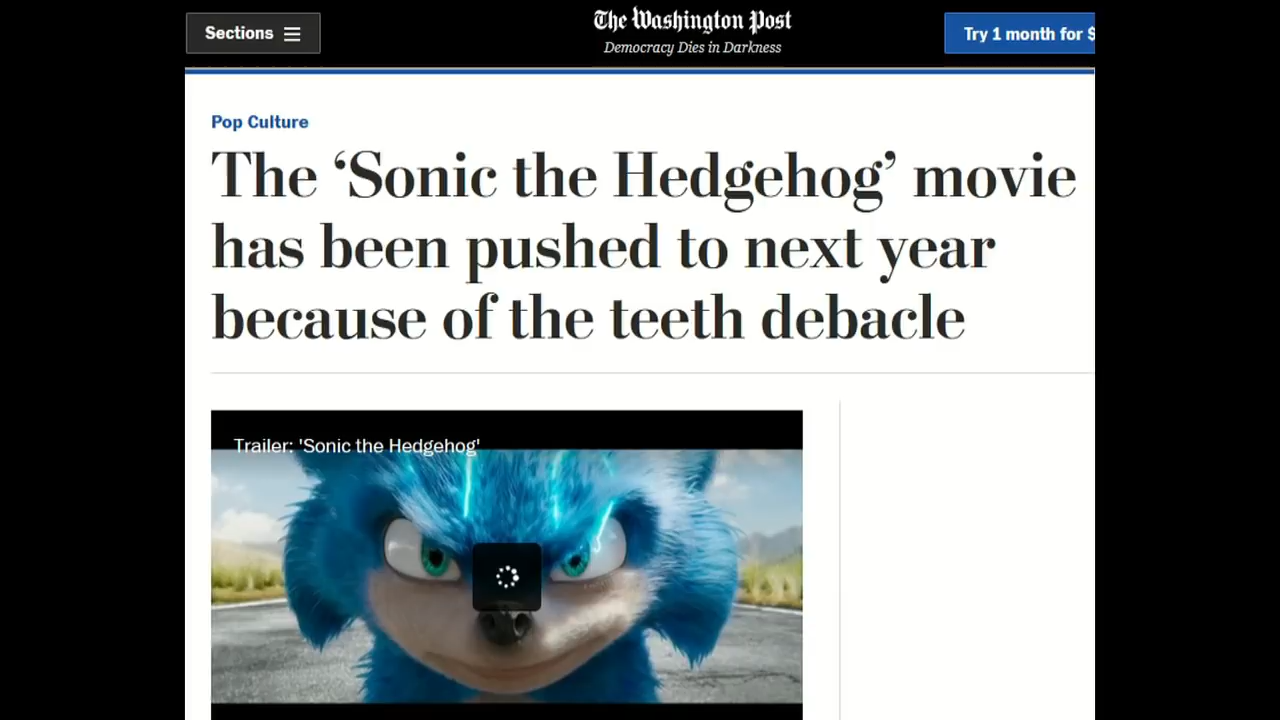 Sections
The Washington Post
Democracy Dies in Darkness
Try 1 month for $
Pop Culture
The ‘Sonic the Hedgehog’ movie
has been pushed to next year
because of the teeth debacle
Trailer: 'Sonic the Hedgehog'